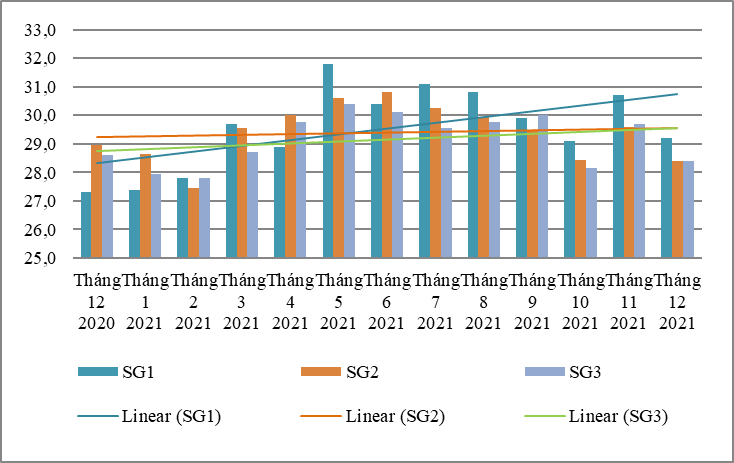 33,0
32,0
31,0
30,0
29,0
28,0
27,0
26,0
25,0
Tháng Tháng Tháng Tháng Tháng Tháng Tháng Tháng Tháng Tháng Tháng Tháng Tháng
12 1 2 3 4 5 6 7 8 9 10 11 12
2020 2021 2021 2021 2021 2021 2021 2021 2021 2021 2021 2021 2021
SG1 SG2 SG3
Linear (SG1) Linear (SG2) Linear (SG3)